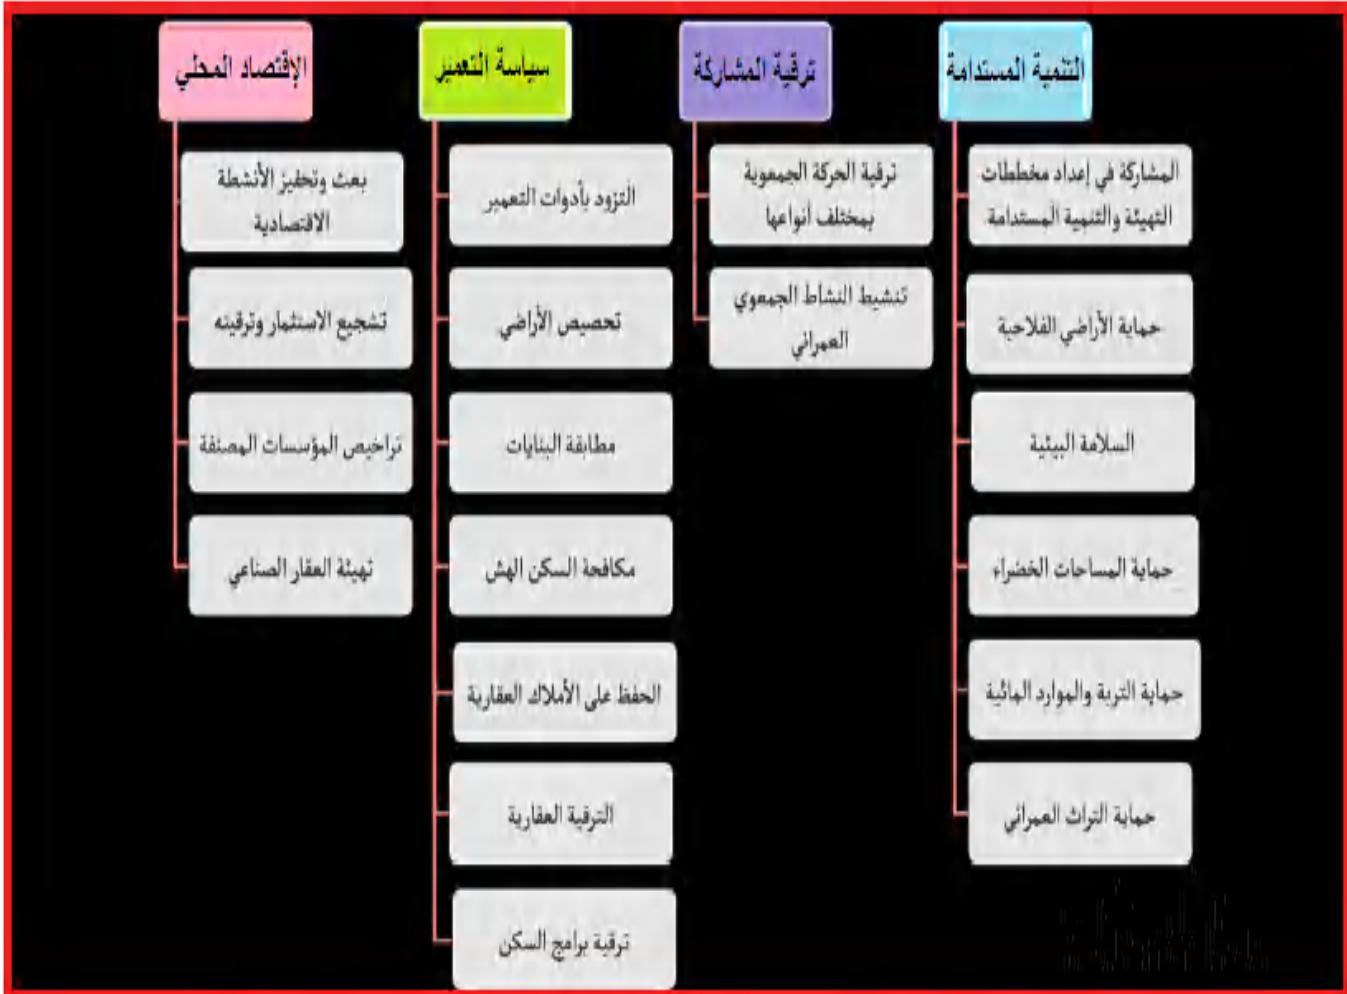 التنمية المستدامة
المشاركة في إعداد مخططات
التهيئة والتنمية المستدامة
حماية الأراضي الفلاحية
السلامة البيئية
حماية المساحات الخضراء
حماية التربة والموارد المائية
حماية التراث العمراني
ترقية المشاركة
ترقية الحركة الجمعوية
بمختلف أنواعها
تنشيط النشاط الجمعوي
العمراني
سياسة التعمير
التزود بأدوات التعمير
تحصيص الأراضي
مطابقة البنايات
مكافحة السكن الهش
الحفظ على الأملاك العقارية
الترقية العقارية
ترقية برامج السكن
الإقتصاد المحلي
بعث وتحفيز الأنشطة
الاقتصادية
تشجيع الاستثمار وترقيته
تراخيص المؤسسات المصنفة
تهيئة العقار الصناعي